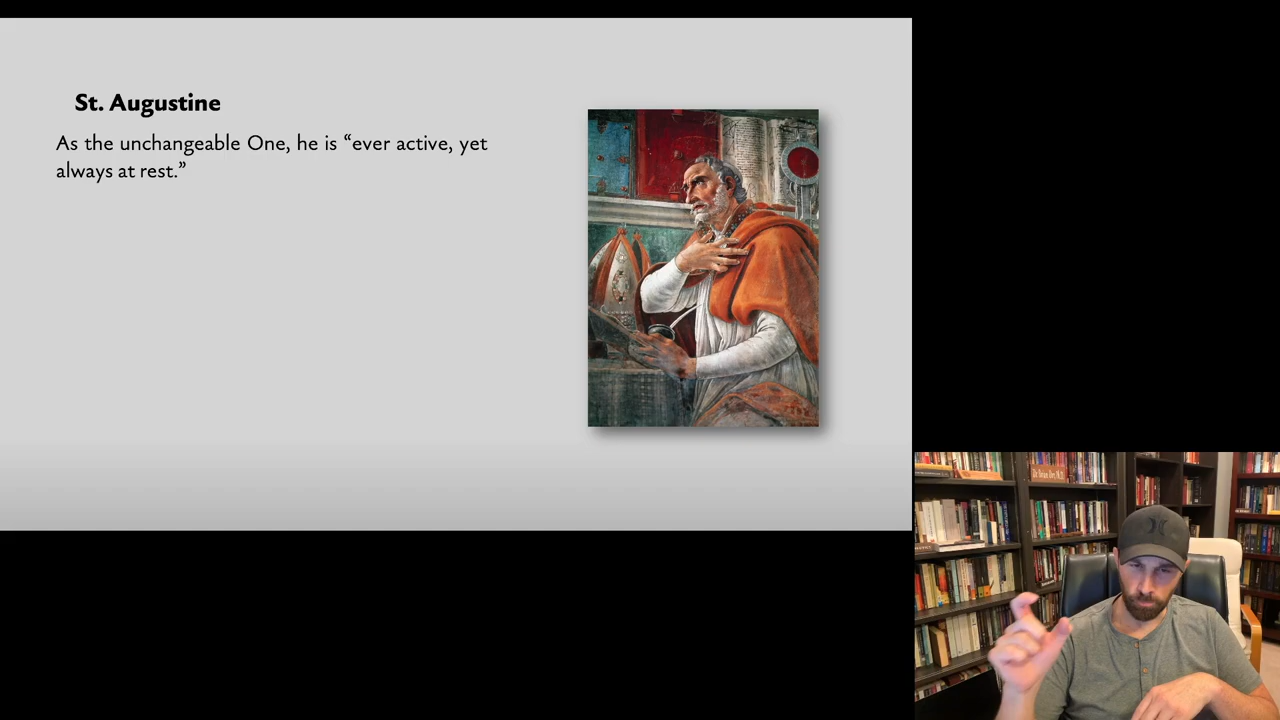 St. Augustine
As the unchangeable One, he is “ever active, yet
always at rest.”